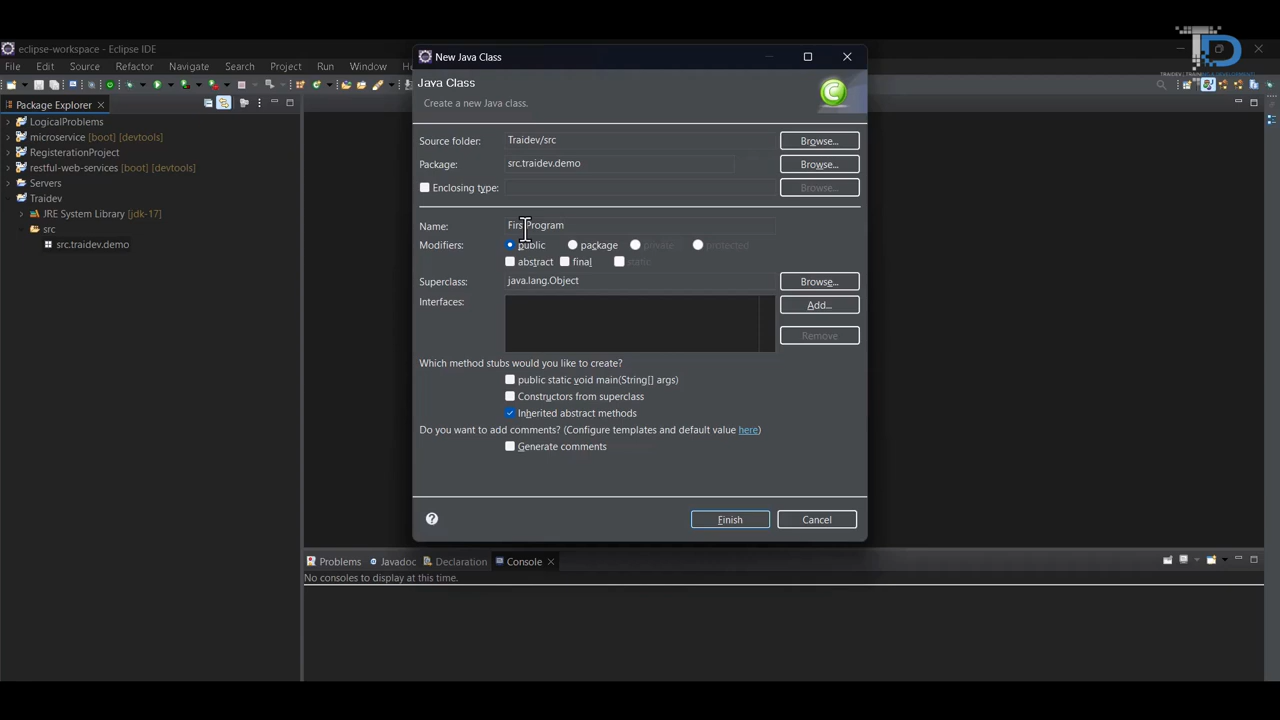 TD
TRAIDEV | TRAINING & DEVELOPMENT
eclipse-workspace - Eclipse IDE
File Edit Source Refactor Navigate Search Project Run Window
Package Explorer
LogicalProblems
microservice [boot] [devtools]
RegisterationProject
restful-web-services [boot] [devtools]
Servers
Traidev
JRE System Library [jdk-17]
src
src.traidev.demo
New Java Class
Java Class
Create a new Java class.
Source folder: Traidev/src Browse...
Package: src.traidev.demo Browse...
Enclosing type: Browse...
Name: FirstProgram
Modifiers: public package private protected
abstract final static
Superclass: java.lang.Object Browse...
Interfaces: Add...
Remove
Which method stubs would you like to create?
public static void main(String[] args)
Constructors from superclass
Inherited abstract methods
Do you want to add comments? (Configure templates and default value here)
Generate comments
Finish Cancel
Problems Javadoc Declaration Console
No consoles to display at this time.